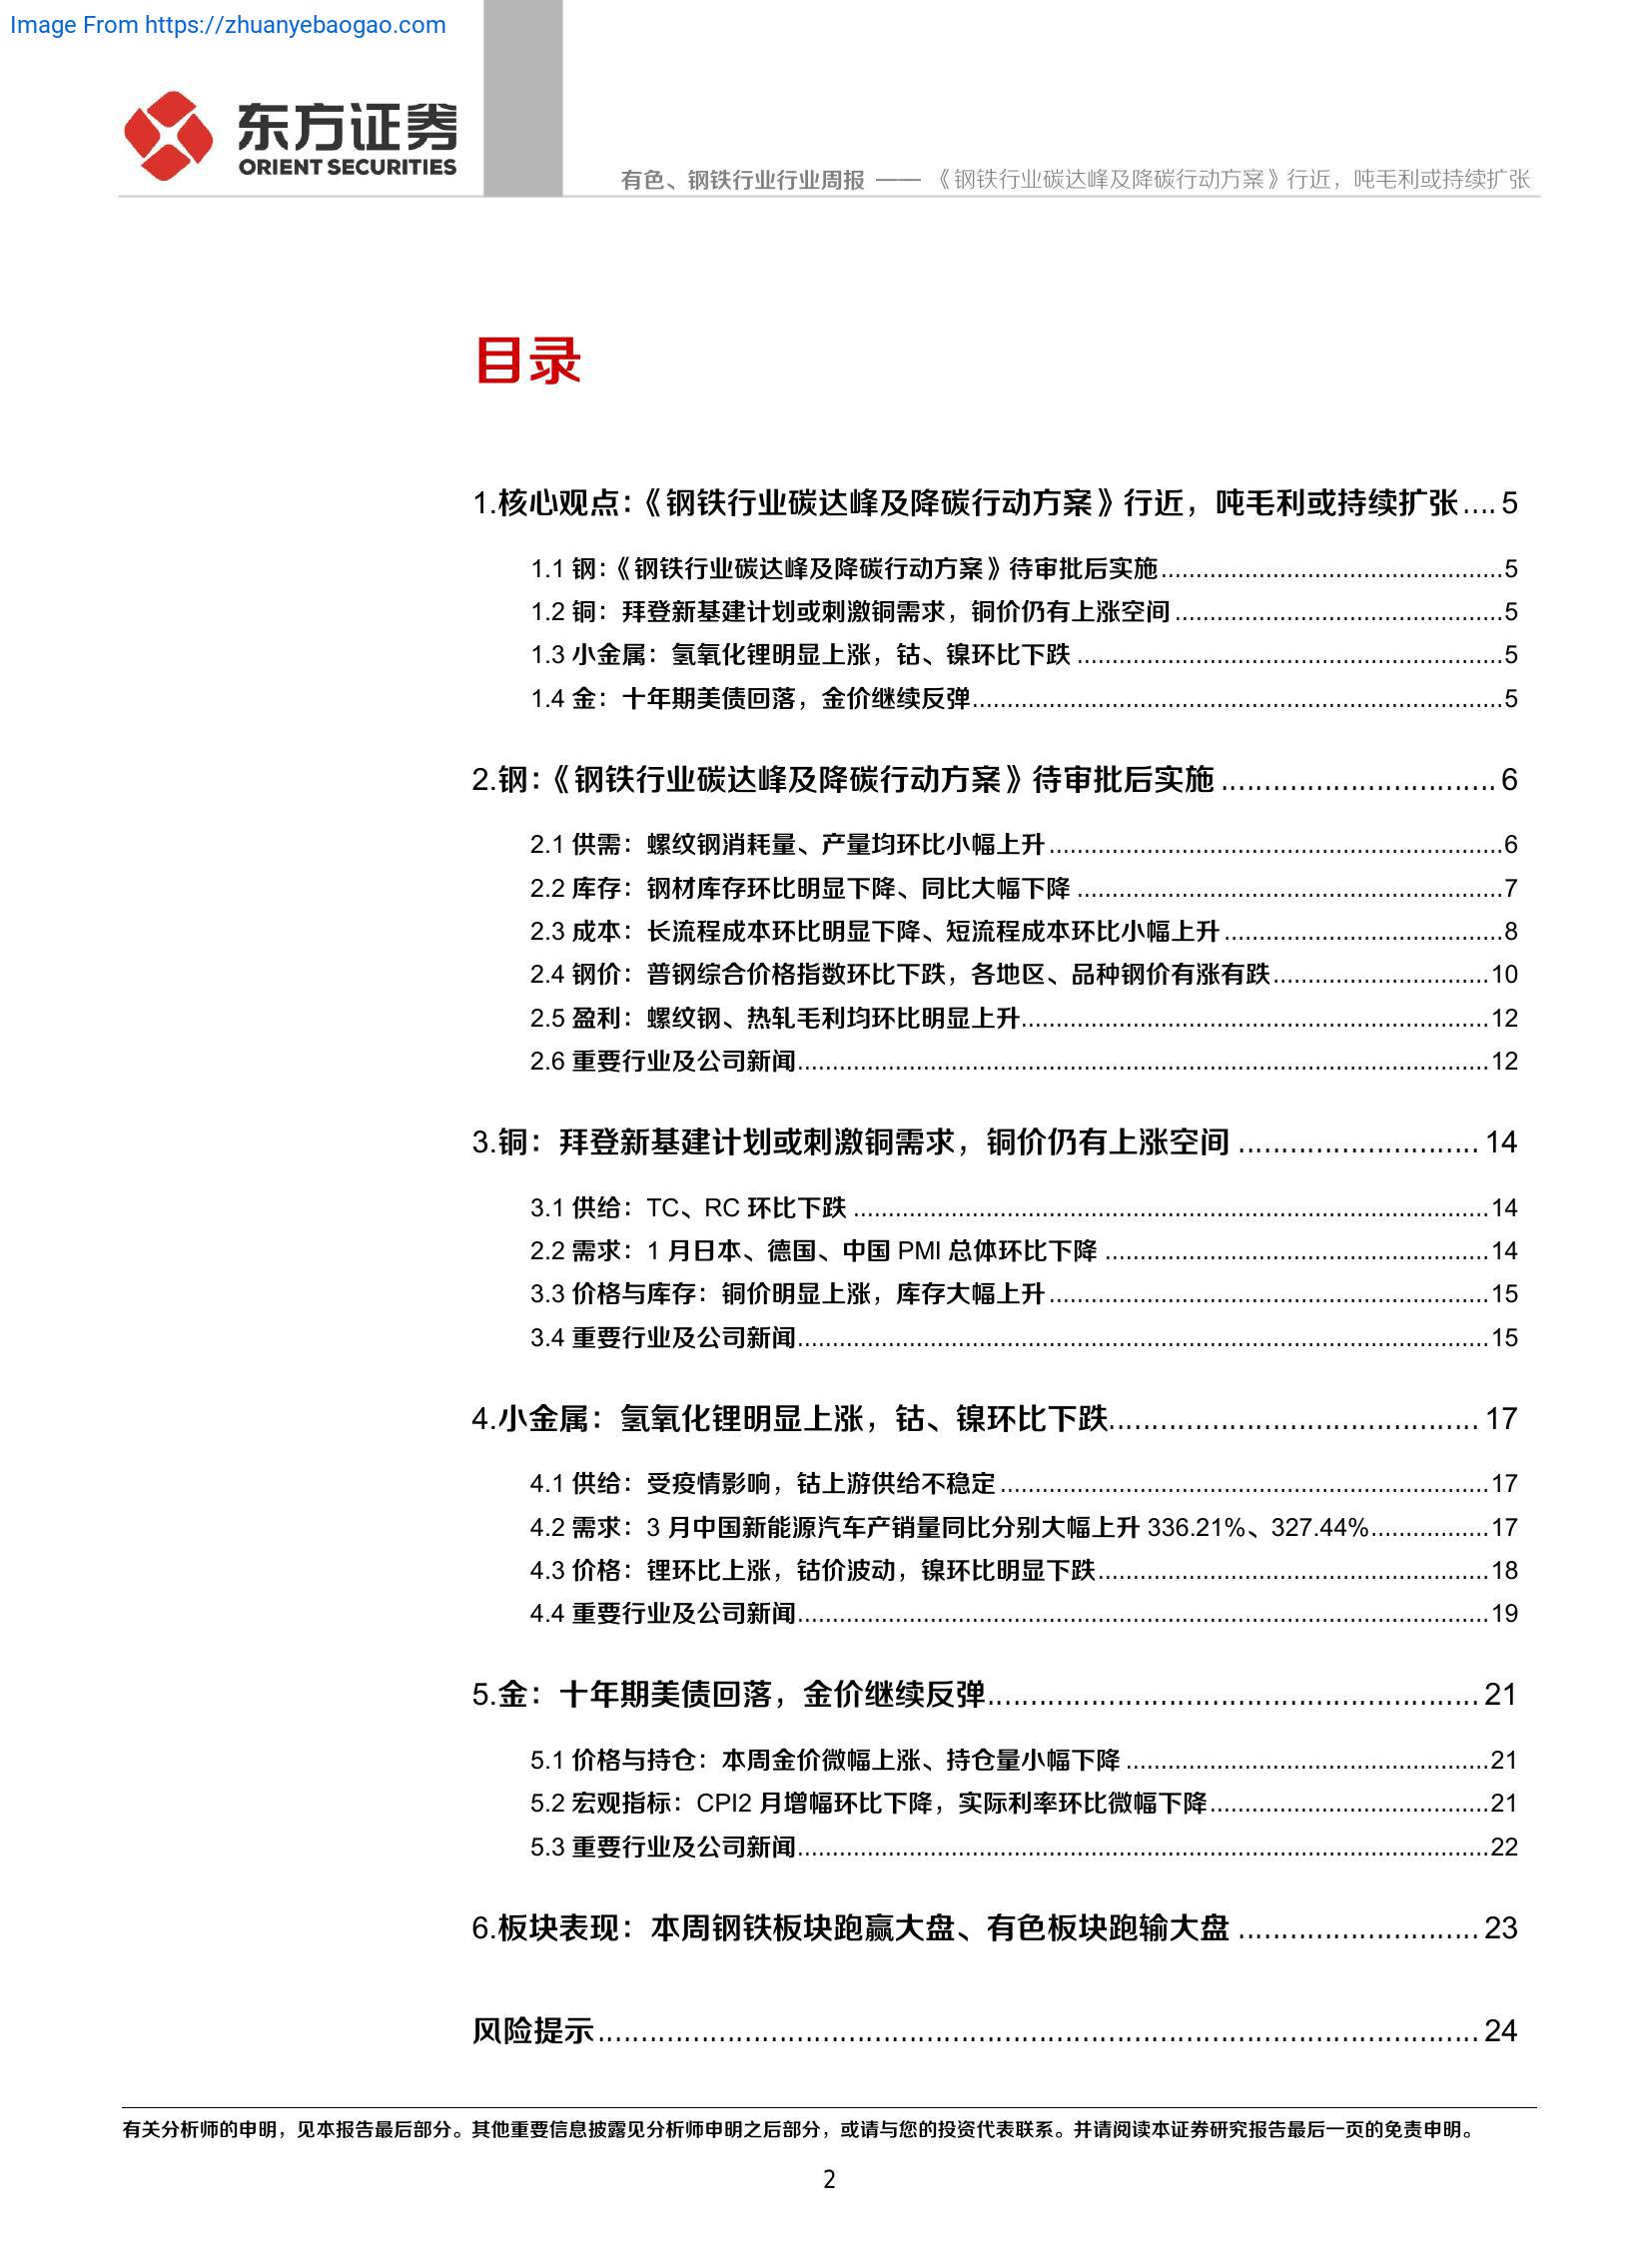 Image From https://zhuanyebaogao.com
东方证券
ORIENT SECURITIES
有色、钢铁行业行业周报 —— 《钢铁行业碳达峰及降碳行动方案》行近，吨毛利或持续扩张
目录
1.核心观点：《钢铁行业碳达峰及降碳行动方案》行近，吨毛利或持续扩张.... 5
1.1 钢：《钢铁行业碳达峰及降碳行动方案》待审批后实施.................................................5
1.2 铜：拜登新基建计划或刺激铜需求，铜价仍有上涨空间...............................................5
1.3 小金属：氢氧化锂明显上涨，钴、镍环比下跌.............................................................5
1.4 金：十年期美债回落，金价继续反弹............................................................................5
2.钢：《钢铁行业碳达峰及降碳行动方案》待审批后实施................................ 6
2.1 供需：螺纹钢消耗量、产量均环比小幅上升.................................................................6
2.2 库存：钢材库存环比明显下降、同比大幅下降.............................................................7
2.3 成本：长流程成本环比明显下降、短流程成本环比小幅上升........................................8
2.4 钢价：普钢综合价格指数环比下跌，各地区、品种钢价有涨有跌...............................10
2.5 盈利：螺纹钢、热轧毛利均环比明显上升...................................................................12
2.6 重要行业及公司新闻...................................................................................................12
3.铜：拜登新基建计划或刺激铜需求，铜价仍有上涨空间............................ 14
3.1 供给：TC、RC 环比下跌...........................................................................................14
2.2 需求：1 月日本、德国、中国 PMI 总体环比下降.......................................................14
3.3 价格与库存：铜价明显上涨，库存大幅上升...............................................................15
3.4 重要行业及公司新闻...................................................................................................15
4.小金属：氢氧化锂明显上涨，钴、镍环比下跌........................................... 17
4.1 供给：受疫情影响，钴上游供给不稳定......................................................................17
4.2 需求：3 月中国新能源汽车产销量同比分别大幅上升 336.21%、327.44%.................17
4.3 价格：锂环比上涨，钴价波动，镍环比明显下跌........................................................18
4.4 重要行业及公司新闻...................................................................................................19
5.金：十年期美债回落，金价继续反弹......................................................... 21
5.1 价格与持仓：本周金价微幅上涨、持仓量小幅下降....................................................21
5.2 宏观指标：CPI2 月增幅环比下降，实际利率环比微幅下降........................................21
5.3 重要行业及公司新闻...................................................................................................22
6.板块表现：本周钢铁板块跑赢大盘、有色板块跑输大盘............................ 23
风险提示....................................................................................................... 24
有关分析师的申明，见本报告最后部分。其他重要信息披露见分析师申明之后部分，或请与您的投资代表联系。并请阅读本证券研究报告最后一页的免责申明。
2